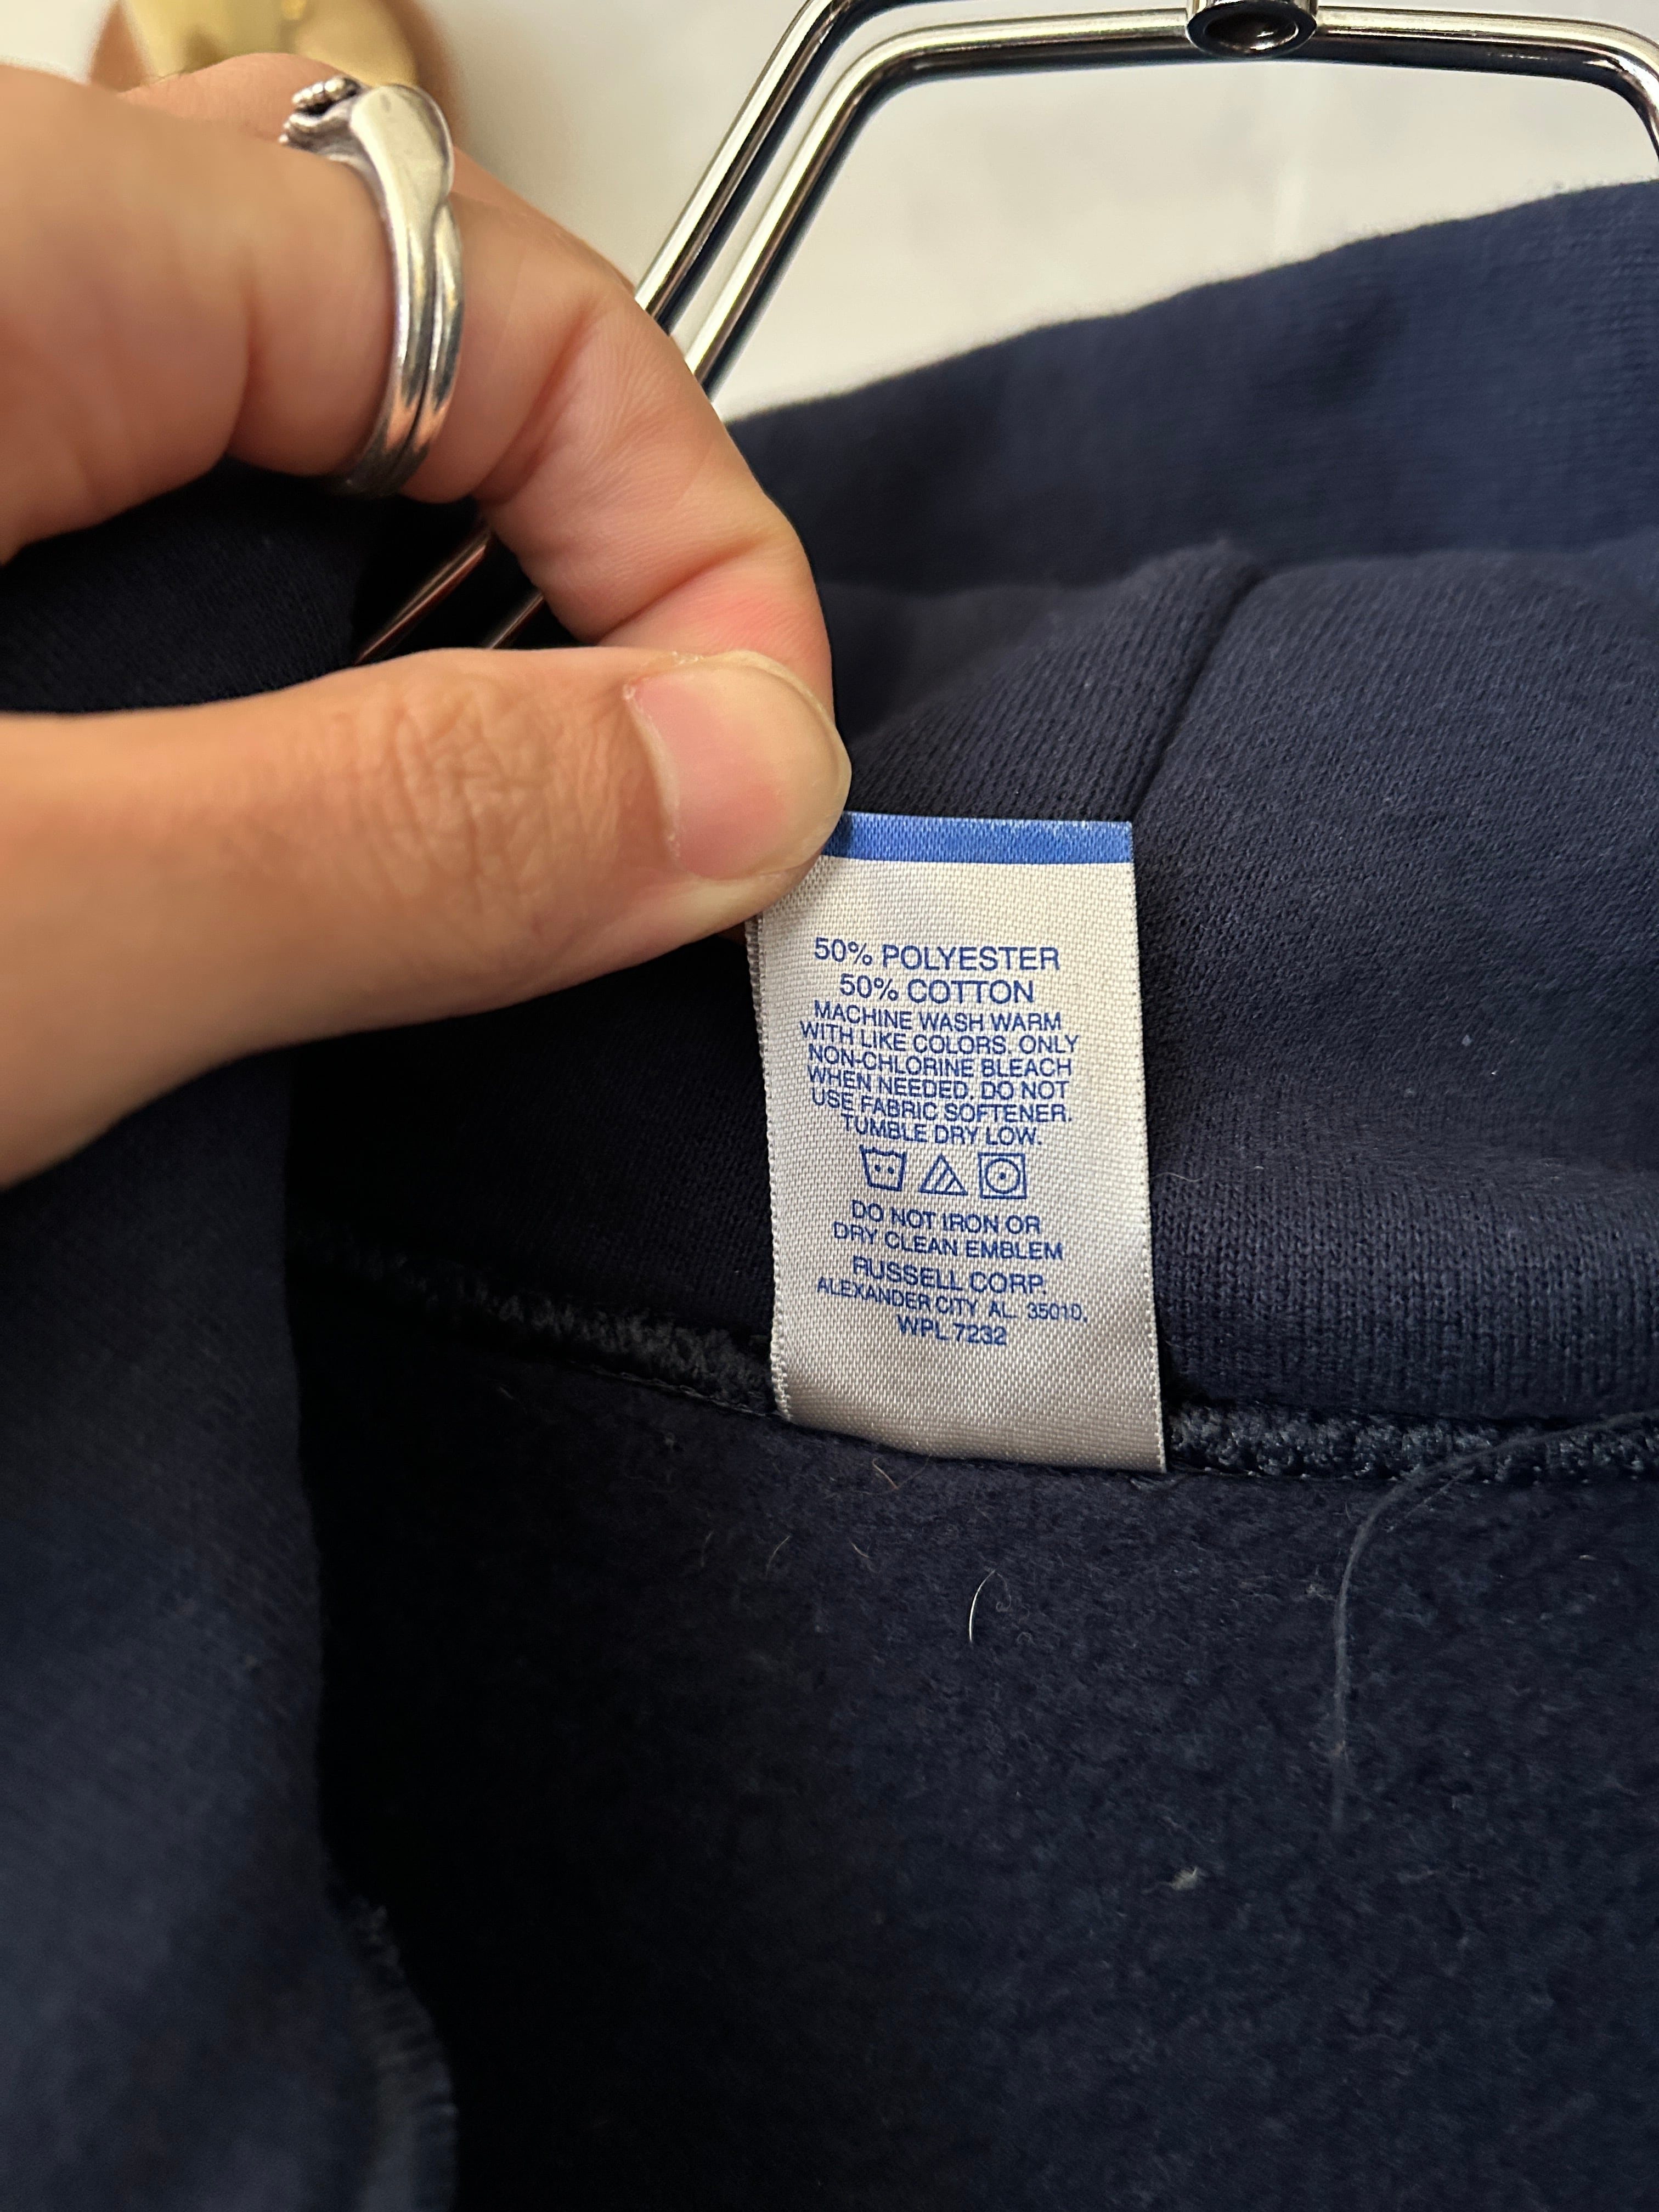 50% POLYESTER
50% COTTON
MACHINE WASH WARM
WITH LIKE COLORS, ONLY
NON-CHLORINE BLEACH
WHEN NEEDED. DO NOT
USE FABRIC SOFTENER.
TUMBLE DRY LOW.
DO NOT IRON OR
DRY CLEAN EMBLEM
RUSSELL CORP.
ALEXANDER CITY AL. 35010,
WPL 7232